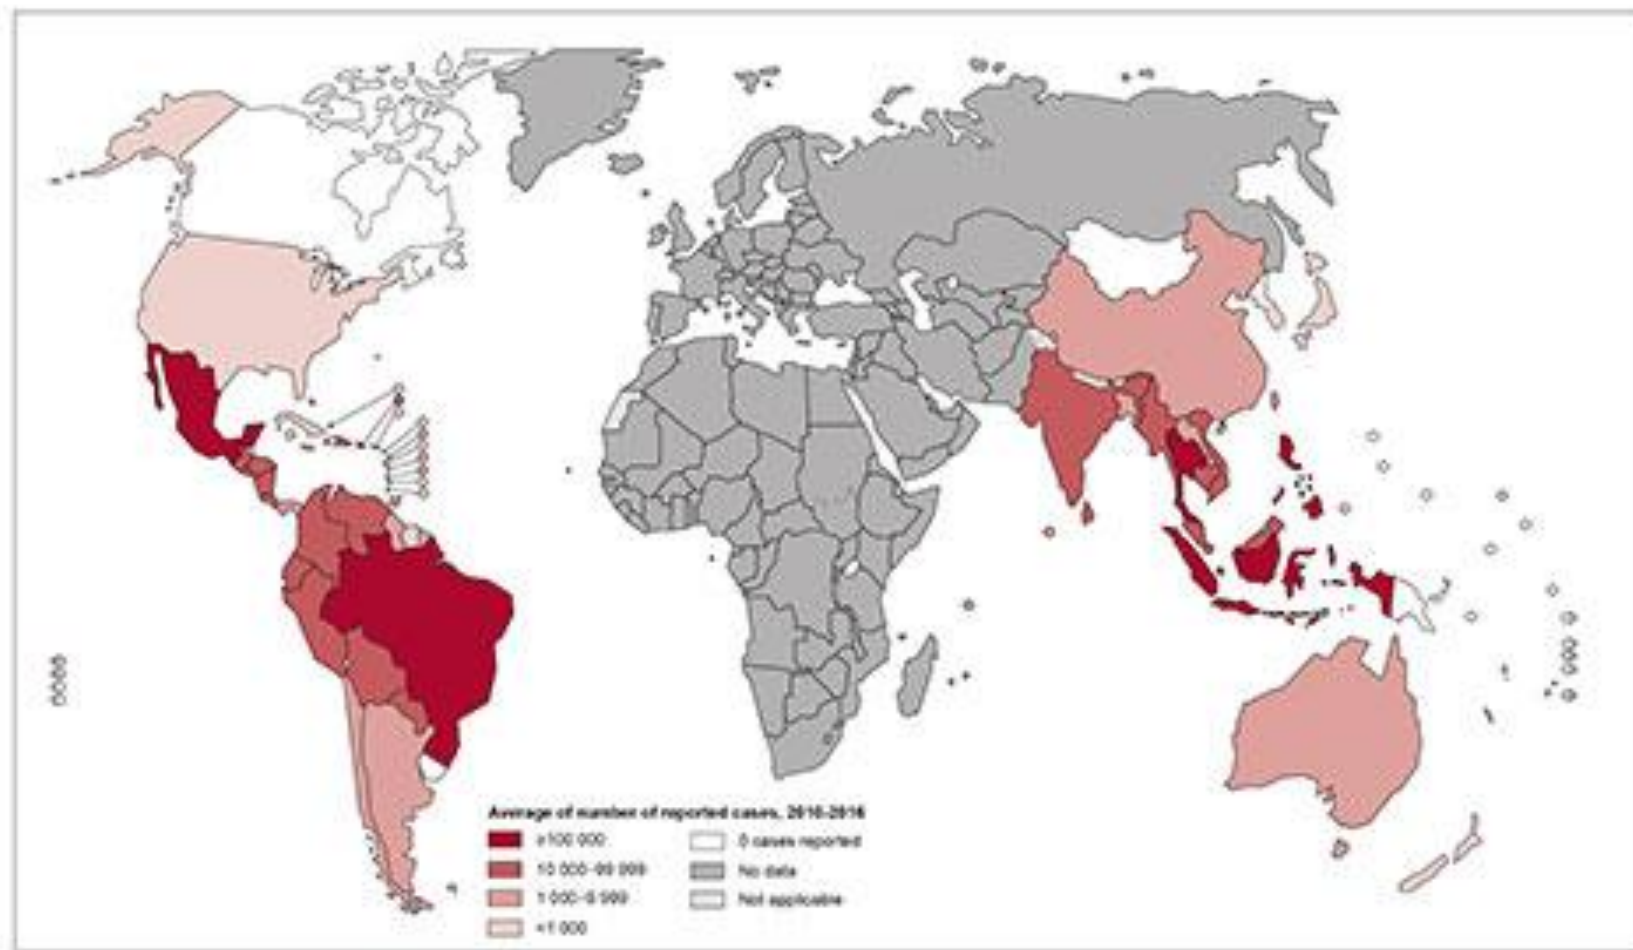 Average of number of reported cases, 2010-2016
≥100 000
10 000-99 999
1 000-9 999
<1 000
0 cases reported
No data
Not applicable